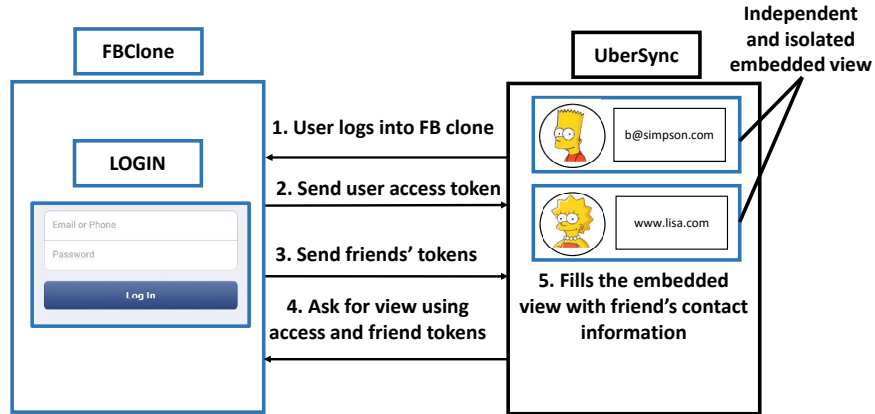 FBClone
UberSync
Independent
and isolated
embedded view
1. User logs into FB clone
LOGIN
2. Send user access token
Email or Phone
Password
Log In
3. Send friends' tokens
4. Ask for view using
access and friend tokens
b@simpson.com
www.lisa.com
5. Fills the embedded
view with friend's contact
information